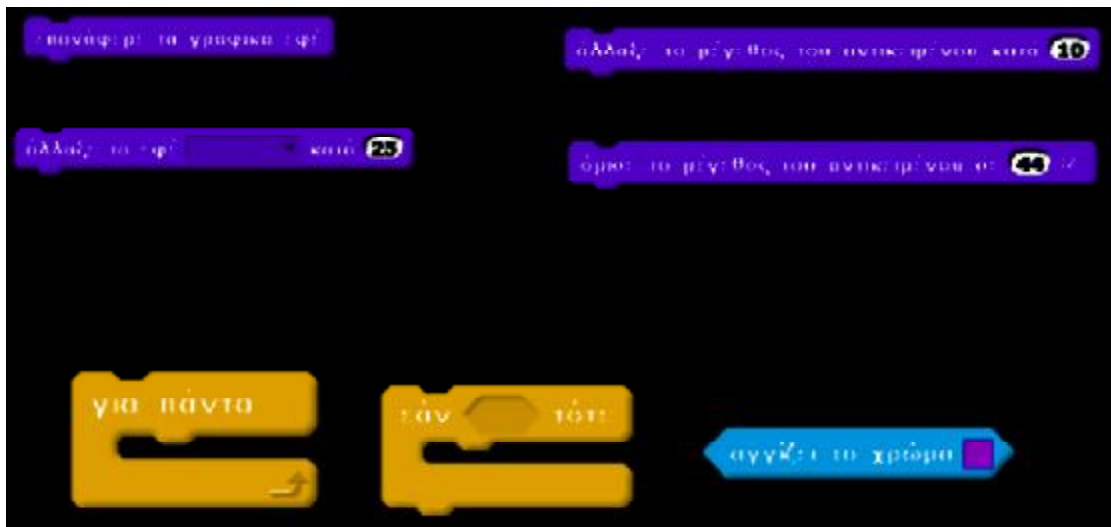 επανάφερε τα γραφικά εφέ
άλλαξε το μέγεθος του αντικειμένου κατά 10
άλλαξε το εφέ κατά 25
όρισε το μέγεθος του αντικειμένου σε 44 %
για πάντα
εάν τότε
αγγίζει το χρώμα